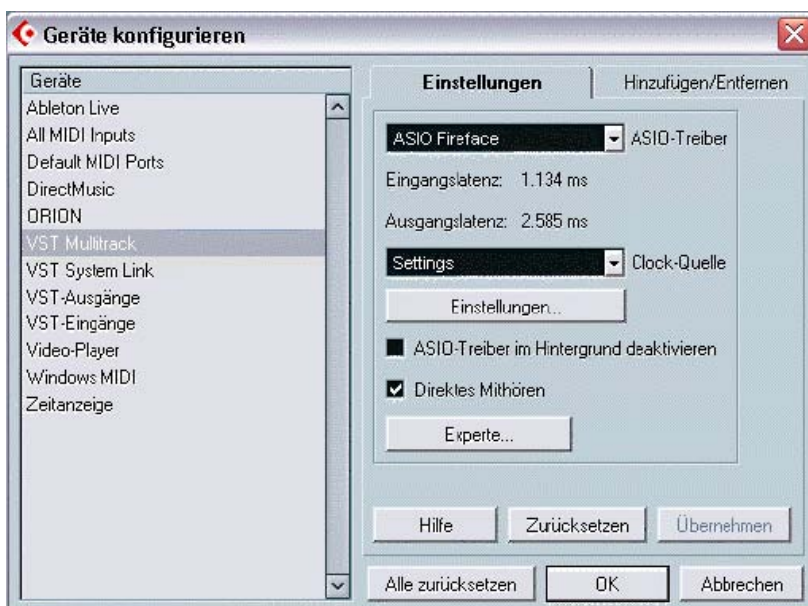 Geräte konfigurieren
Geräte
Ableton Live
All MIDI Inputs
Default MIDI Ports
DirectMusic
ORION
VST Multitrack
VST System Link
VST-Ausgänge
VST-Eingänge
Video-Player
Windows MIDI
Zeitanzeige
Einstellungen
Hinzufügen/Entfernen
ASIO Fireface ASIO-Treiber
Eingangslatenz: 1.134 ms
Ausgangslatenz: 2.585 ms
Settings Clock-Quelle
Einstellungen...
ASIO-Treiber im Hintergrund deaktivieren
Direktes Mithören
Experte...
Hilfe Zurücksetzen Übernehmen
Alle zurücksetzen OK Abbrechen